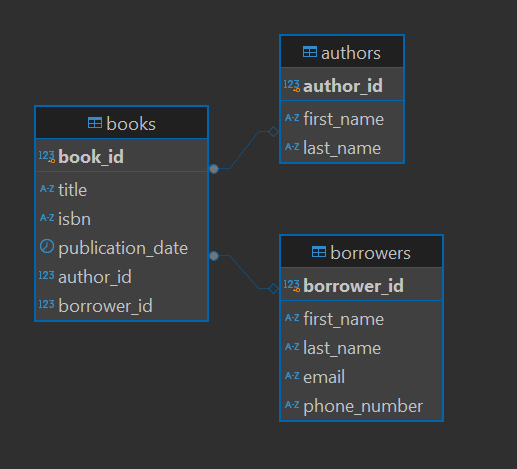 books
123 book_id
A-Z title
A-Z isbn
publication_date
123 author_id
123 borrower_id
authors
123 author_id
A-Z first_name
A-Z last_name
borrowers
123 borrower_id
A-Z first_name
A-Z last_name
A-Z email
A-Z phone_number